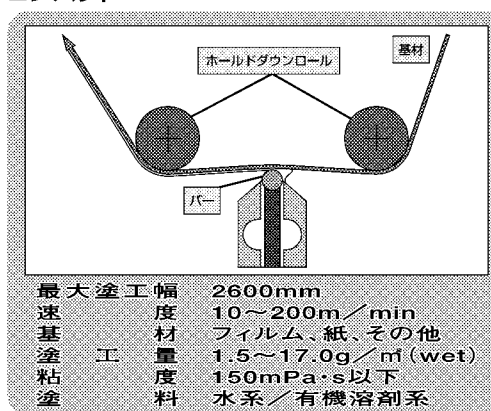 ホールドダウンロール
基材
バー
最大塗工幅 2600mm
速度 10～200m／min
基材 フィルム、紙、その他
塗工量 1.5～17.0g／㎡(wet)
粘度 150mPa･s以下
塗料 水系／有機溶剤系